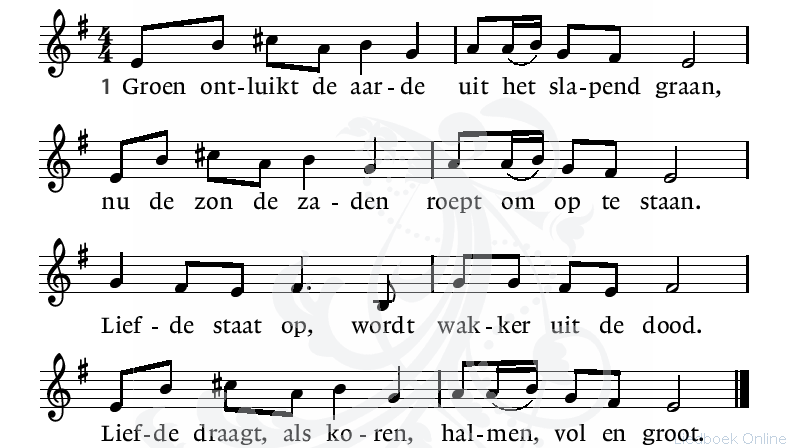 1 Groen ont-luikt de aar-de uit het sla-pend graan,
nu de zon de za-den roept om op te staan.
Lief-de staat op, wordt wak-ker uit de dood.
Lief-de draagt, als ko-ren, hal-men, vol en groot.
Liedboek Online